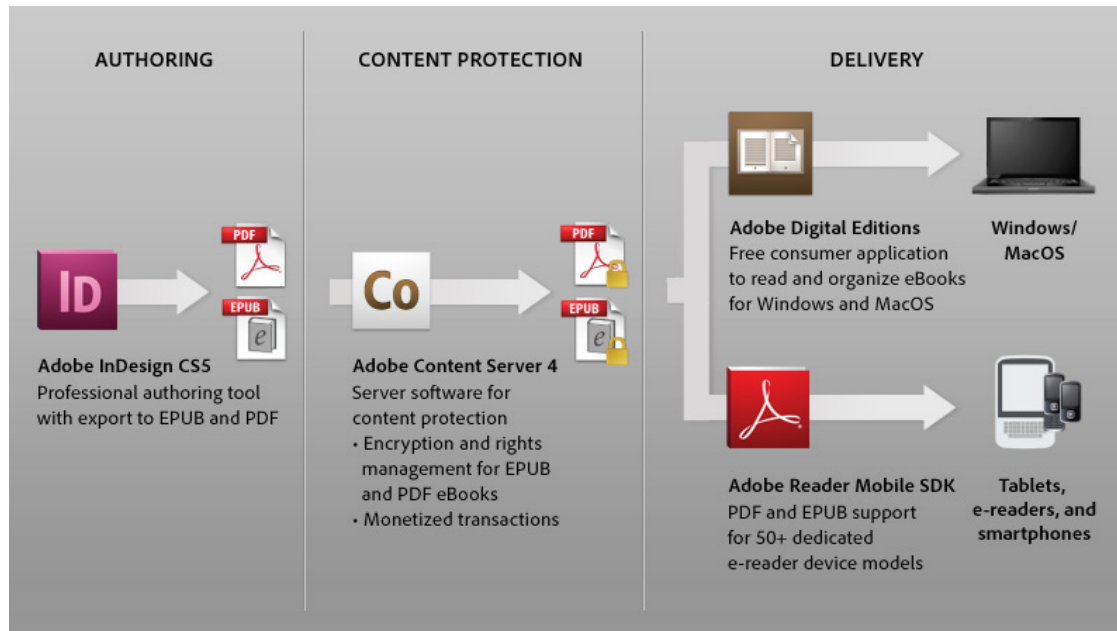 AUTHORING
PDF
EPUB
e
ID
Adobe InDesign CS5
Professional authoring tool
with export to EPUB and PDF
CONTENT PROTECTION
Co
PDF
EPUB
e
Adobe Content Server 4
Server software for
content protection
• Encryption and rights
management for EPUB
and PDF eBooks
• Monetized transactions
DELIVERY
Adobe Digital Editions
Free consumer application
to read and organize eBooks
for Windows and MacOS
Windows/
MacOS
Adobe Reader Mobile SDK
PDF and EPUB support
for 50+ dedicated
e-reader device models
Tablets,
e-readers, and
smartphones